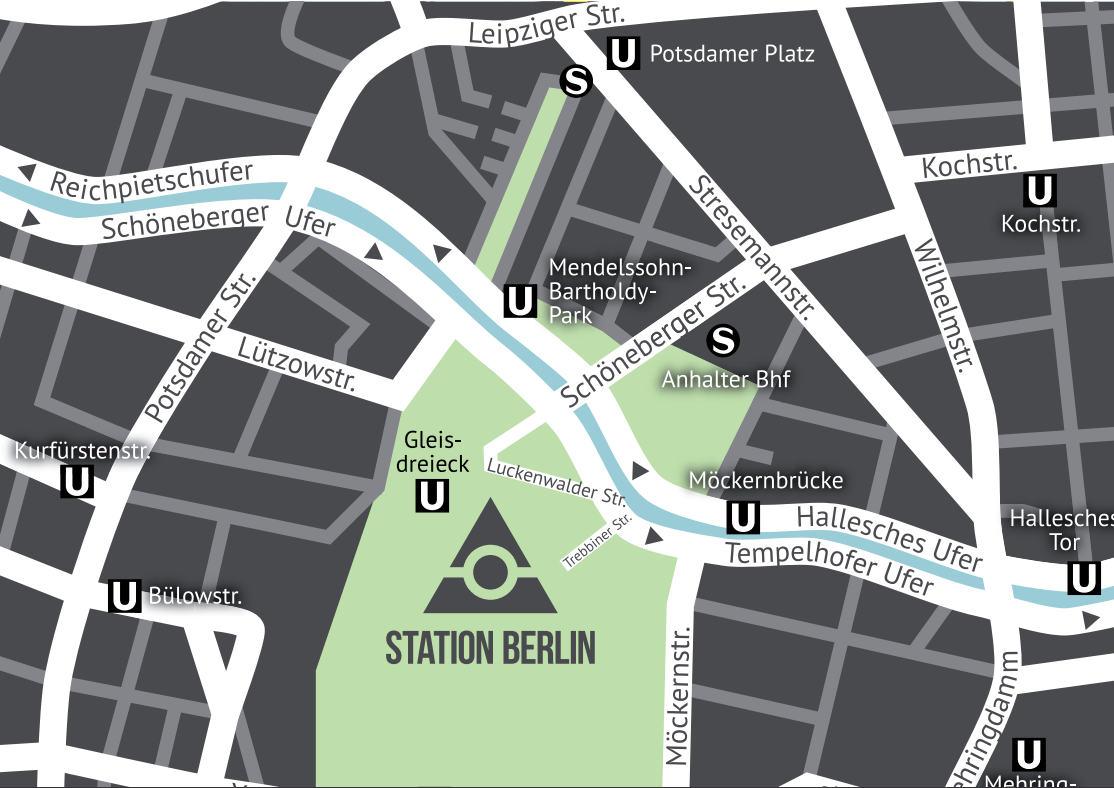 Leipziger Str.
U Potsdamer Platz
S
Reichpietschufer
Schöneberger Ufer
Kochstr.
U
Kochstr.
Stresemannstr.
Wilhelmstr.
U
Mendelssohn-
Bartholdy-
Park
Schöneberger Str.
S
Anhalter Bhf
Potsdamer Str.
Lützowstr.
Kurfürstenstr.
U
Gleis-
dreieck
U
Luckenwalder Str.
Trebbiner Str.
Möckernbrücke
U
Hallesches Ufer
Tempelhofer Ufer
Hallesches
Tor
U
U Bülowstr.
STATION BERLIN
Möckernstr.
ehringdamm
U
Mehring-